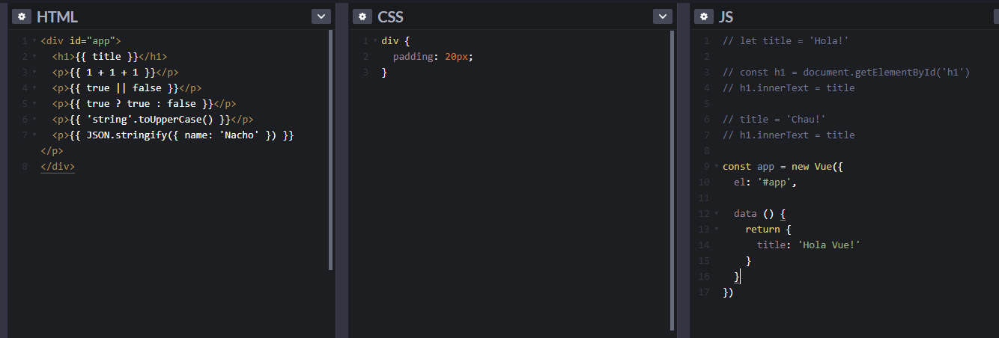 HTML
1 <div id="app">
2 <h1>{{ title }}</h1>
3 <p>{{ 1 + 1 + 1 }}</p>
4 <p>{{ true || false }}</p>
5 <p>{{ true ? true : false }}</p>
6 <p>{{ 'string'.toUpperCase() }}</p>
7 <p>{{ JSON.stringify({ name: 'Nacho' }) }}
</p>
8 </div>
CSS
1 div {
2 padding: 20px;
3 }
JS
1 // let title = 'Hola!'
2
3 // const h1 = document.getElementById('h1')
4 // h1.innerText = title
5
6 // title = 'Chau!'
7 // h1.innerText = title
8
9 const app = new Vue({
10 el: '#app',
11
12 data () {
13 return {
14 title: 'Hola Vue!'
15 }
16 }
17 })